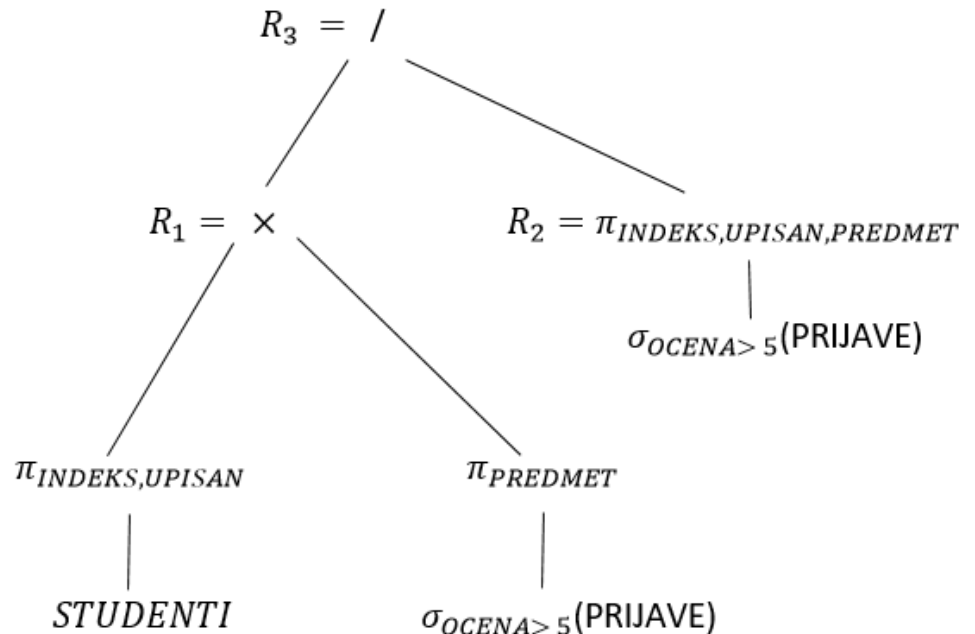 R₃ = /
R₁ = × R₂ = π_INDEKS,UPISAN,PREDMET
σ_OCENA> 5(PRIJAVE)
π_INDEKS,UPISAN π_PREDMET
STUDENTI σ_OCENA> 5(PRIJAVE)